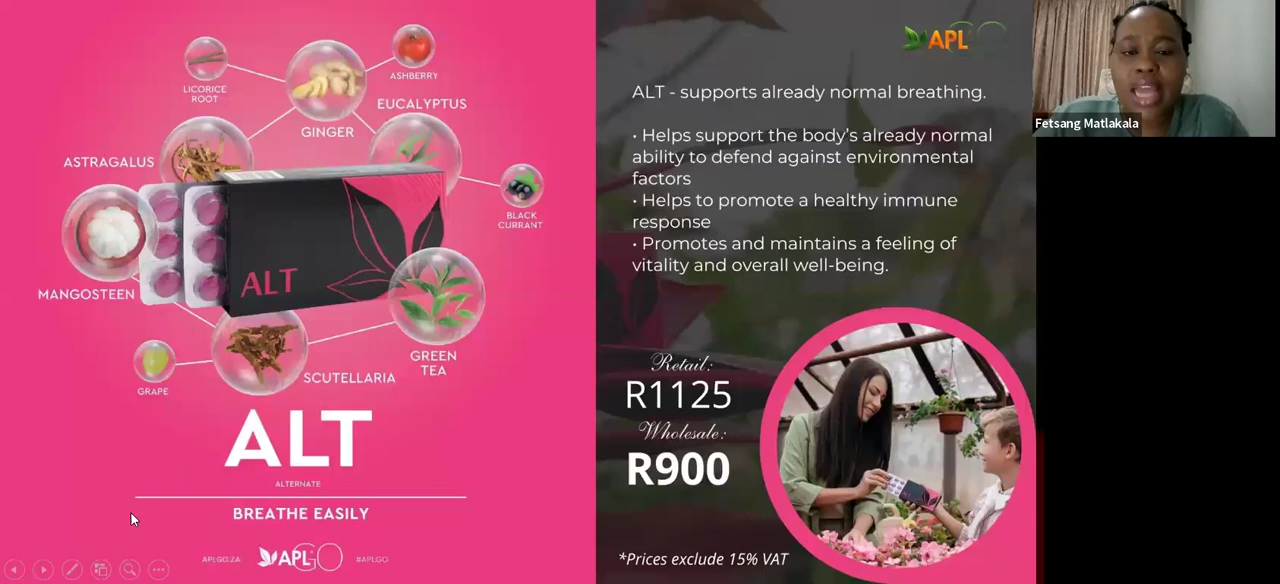 LICORICE
ROOT
GINGER
ASHBERRY
EUCALYPTUS
ASTRAGALUS
BLACK
CURRANT
MANGOSTEEN
ALT
GREEN
TEA
GRAPE
SCUTELLARIA
ALT
ALTERNATE
BREATHE EASILY
APLGO.ZA
APL GO
#APLGO
APL GO
ALT - supports already normal breathing.
• Helps support the body's already normal
ability to defend against environmental
factors
• Helps to promote a healthy immune
response
• Promotes and maintains a feeling of
vitality and overall well-being.
Retail:
R1125
Wholesale:
R900
*Prices exclude 15% VAT
Fetsang Matlakala